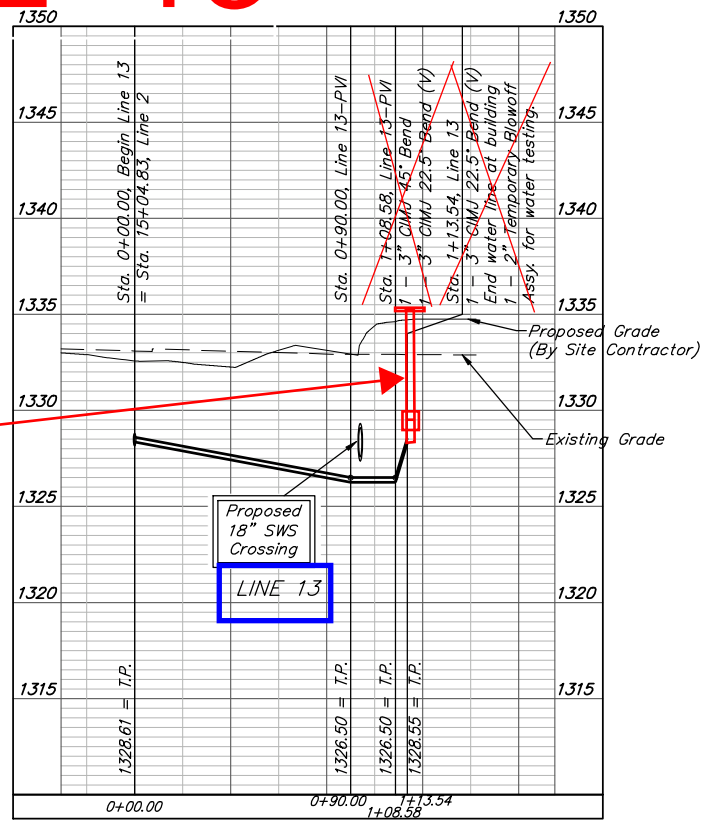 1350
1350
1345
1345
1340
1340
1335
1335
1330
1330
1325
1325
1320
1320
1315
1315
Sta. 0+00.00, Begin Line 13
= Sta. 15+04.83, Line 2
Sta. 0+90.00, Line 13-PVI
Sta. 1+08.58, Line 13-PVI
1 - 3" CIMJ 45° Bend
1 - 3" CIMJ 22.5° Bend (V)
Sta. 1+13.54, Line 13
1 - 3" CIMJ 22.5° Bend (V)
End water line at building
1 - 2" Temporary Blowoff
Assy. for water testing.
Proposed Grade
(By Site Contractor)
Existing Grade
Proposed
18" SWS
Crossing
LINE 13
1328.61 = T.P.
1326.50 = T.P.
1326.50 = T.P.
1328.55 = T.P.
0+00.00
0+90.00
1+08.58
1+13.54